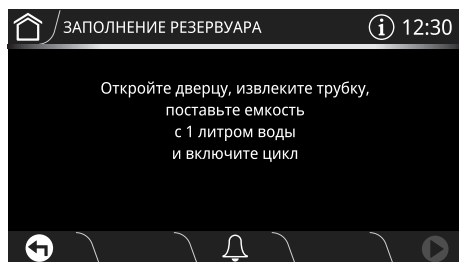 ЗАПОЛНЕНИЕ РЕЗЕРВУАРА 12:30
Откройте дверцу, извлеките трубку,
поставьте емкость
с 1 литром воды
и включите цикл